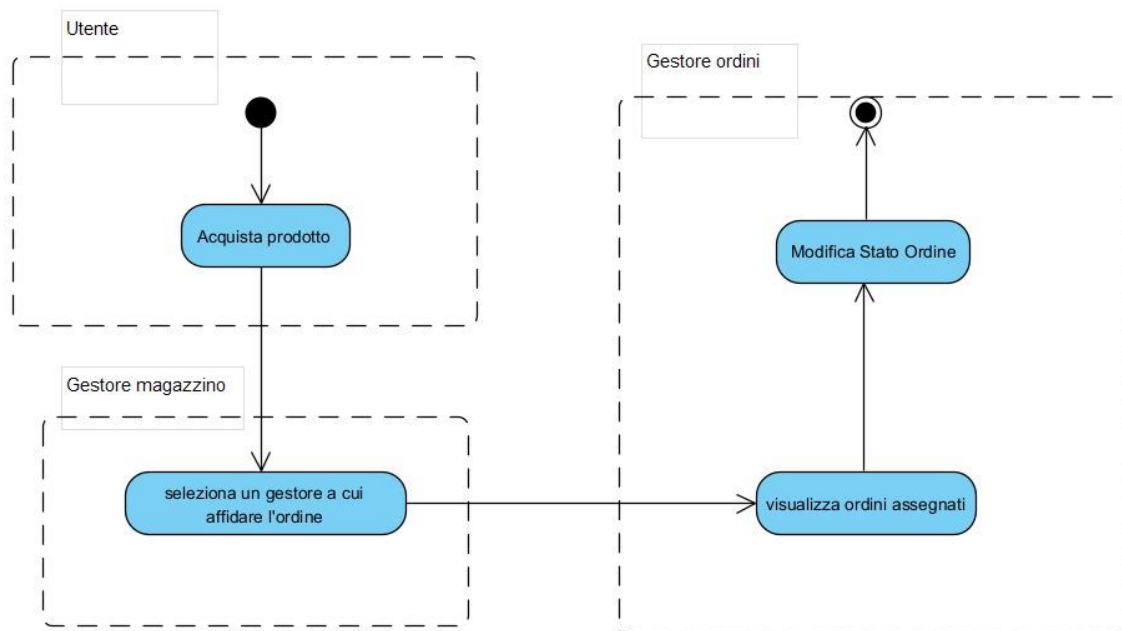 Utente
Acquista prodotto
Gestore magazzino
seleziona un gestore a cui
affidare l'ordine
Gestore ordini
Modifica Stato Ordine
visualizza ordini assegnati